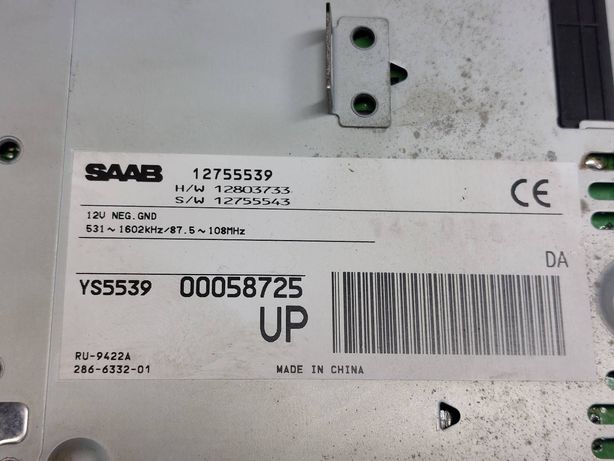 SAAB 12755539
H/W 12803733
S/W 12755543
CE
12V NEG.GND
531~1602kHz/87.5~108MHz
DA
YS5539 00058725
UP
RU-9422A
286-6332-01
MADE IN CHINA